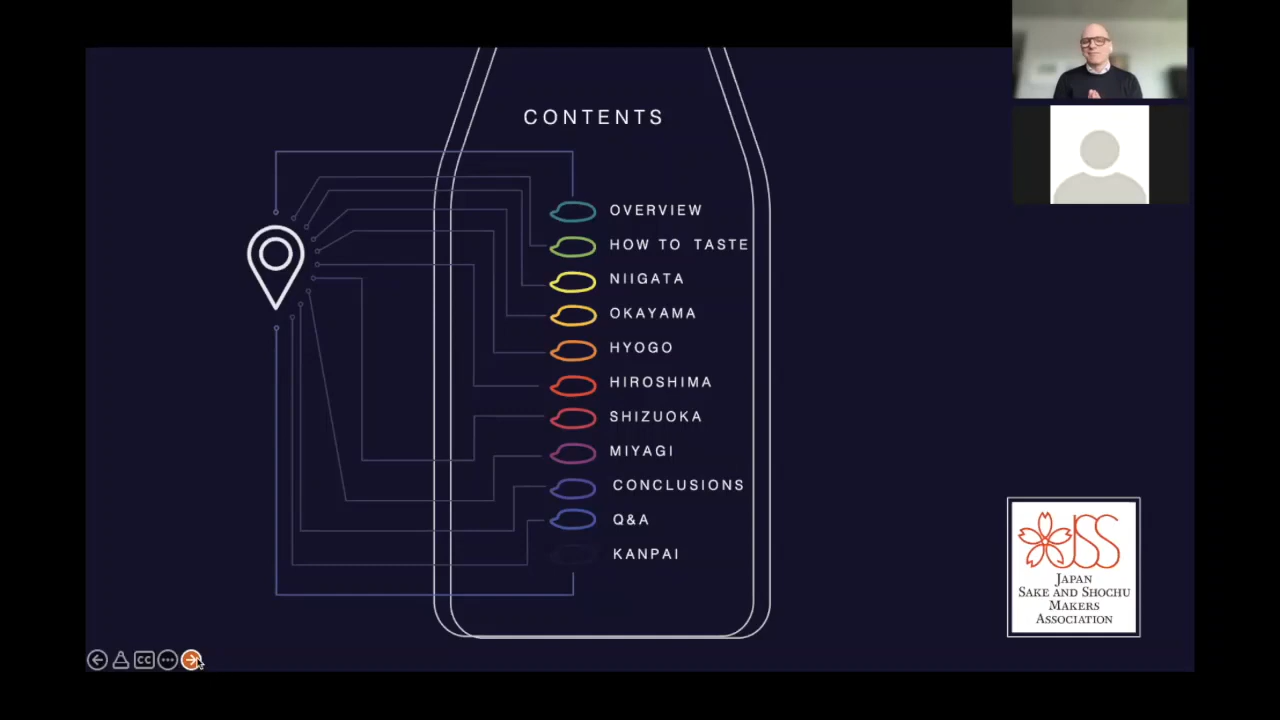 CONTENTS
OVERVIEW
HOW TO TASTE
NIIGATA
OKAYAMA
HYOGO
HIROSHIMA
SHIZUOKA
MIYAGI
CONCLUSIONS
Q&A
KANPAI
JSS
JAPAN
SAKE AND SHOCHU
MAKERS
ASSOCIATION
CC